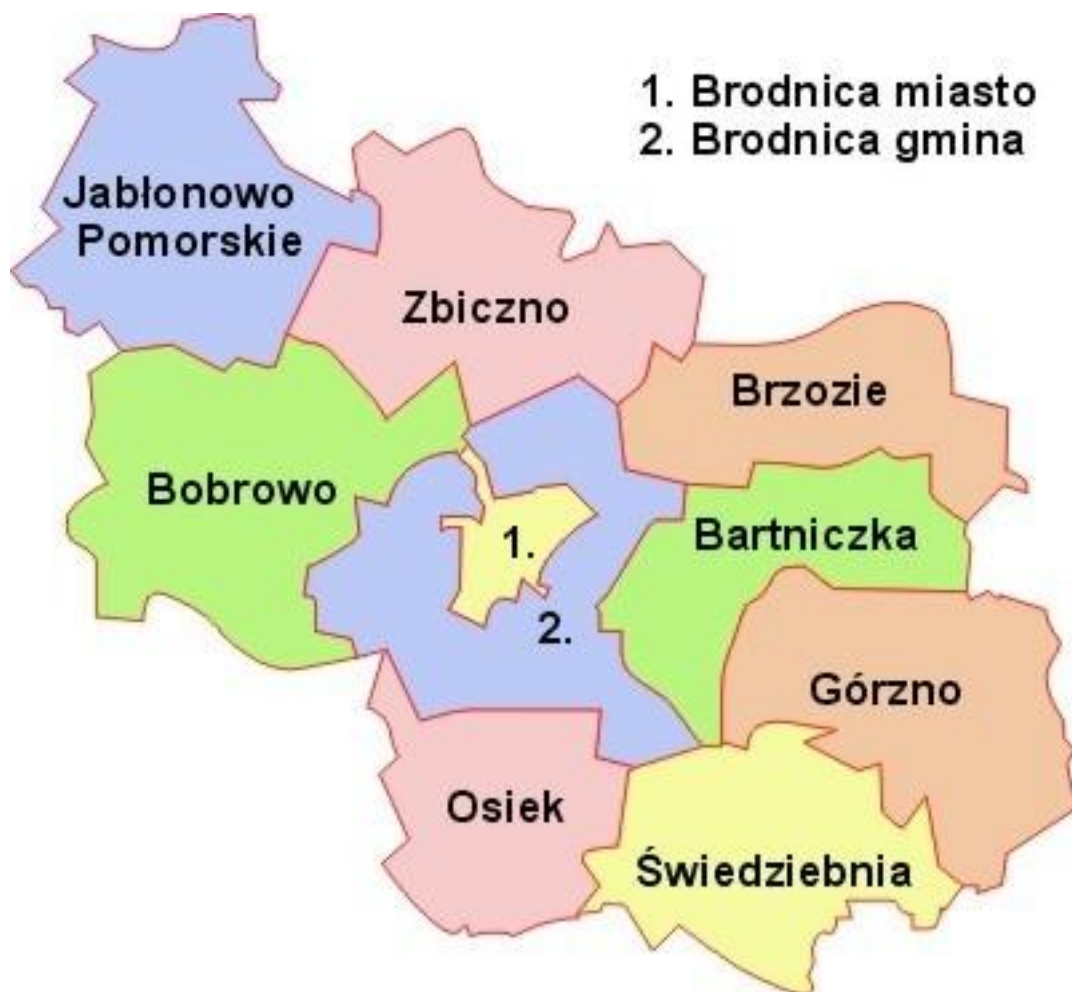 1. Brodnica miasto
2. Brodnica gmina
Jabłonowo
Pomorskie
Zbiczno
Brzozie
Bobrowo
1.
Bartniczka
2.
Górzno
Osiek
Świedziebnia